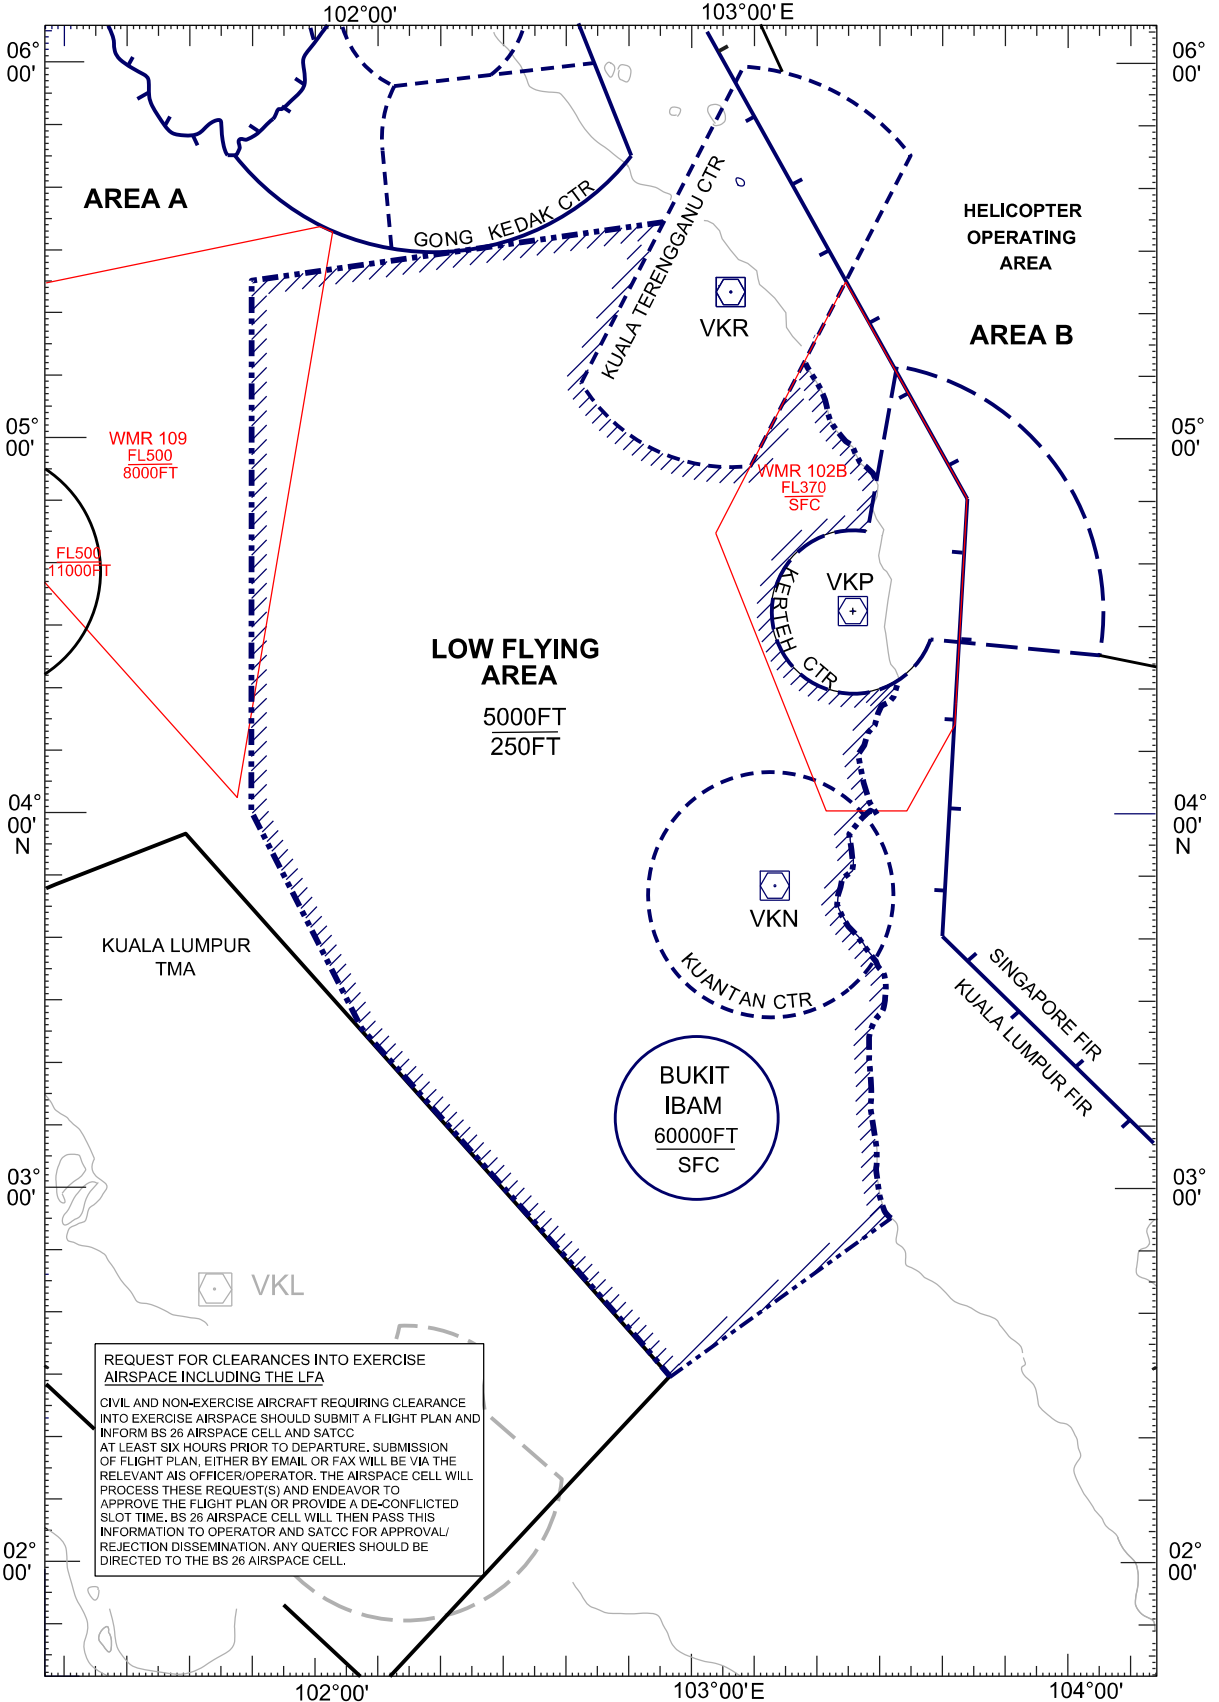 102°00'
103°00' E
06°
00'
06°
00'
AREA A
GONG KEDAK CTR
KUALA TERENGGANU CTR
HELICOPTER
OPERATING
AREA
AREA B
VKR
05°
00'
05°
00'
WMR 109
FL500
8000FT
WMR 102B
FL370
SFC
FL500
11000FT
VKP
KERTEH CTR
LOW FLYING
AREA
5000FT
250FT
04°
00'
N
04°
00'
N
VKN
KUANTAN CTR
KUALA LUMPUR
TMA
SINGAPORE FIR
KUALA LUMPUR FIR
BUKIT
IBAM
60000FT
SFC
03°
00'
03°
00'
VKL
REQUEST FOR CLEARANCES INTO EXERCISE
AIRSPACE INCLUDING THE LFA
CIVIL AND NON-EXERCISE AIRCRAFT REQUIRING CLEARANCE
INTO EXERCISE AIRSPACE SHOULD SUBMIT A FLIGHT PLAN AND
INFORM BS 26 AIRSPACE CELL AND SATCC
AT LEAST SIX HOURS PRIOR TO DEPARTURE. SUBMISSION
OF FLIGHT PLAN, EITHER BY EMAIL OR FAX WILL BE VIA THE
RELEVANT AIS OFFICER/OPERATOR. THE AIRSPACE CELL WILL
PROCESS THESE REQUEST(S) AND ENDEAVOR TO
APPROVE THE FLIGHT PLAN OR PROVIDE A DE-CONFLICTED
SLOT TIME. BS 26 AIRSPACE CELL WILL THEN PASS THIS
INFORMATION TO OPERATOR AND SATCC FOR APPROVAL/
REJECTION DISSEMINATION. ANY QUERIES SHOULD BE
DIRECTED TO THE BS 26 AIRSPACE CELL.
02°
00'
02°
00'
102°00'
103°00' E
104°00'